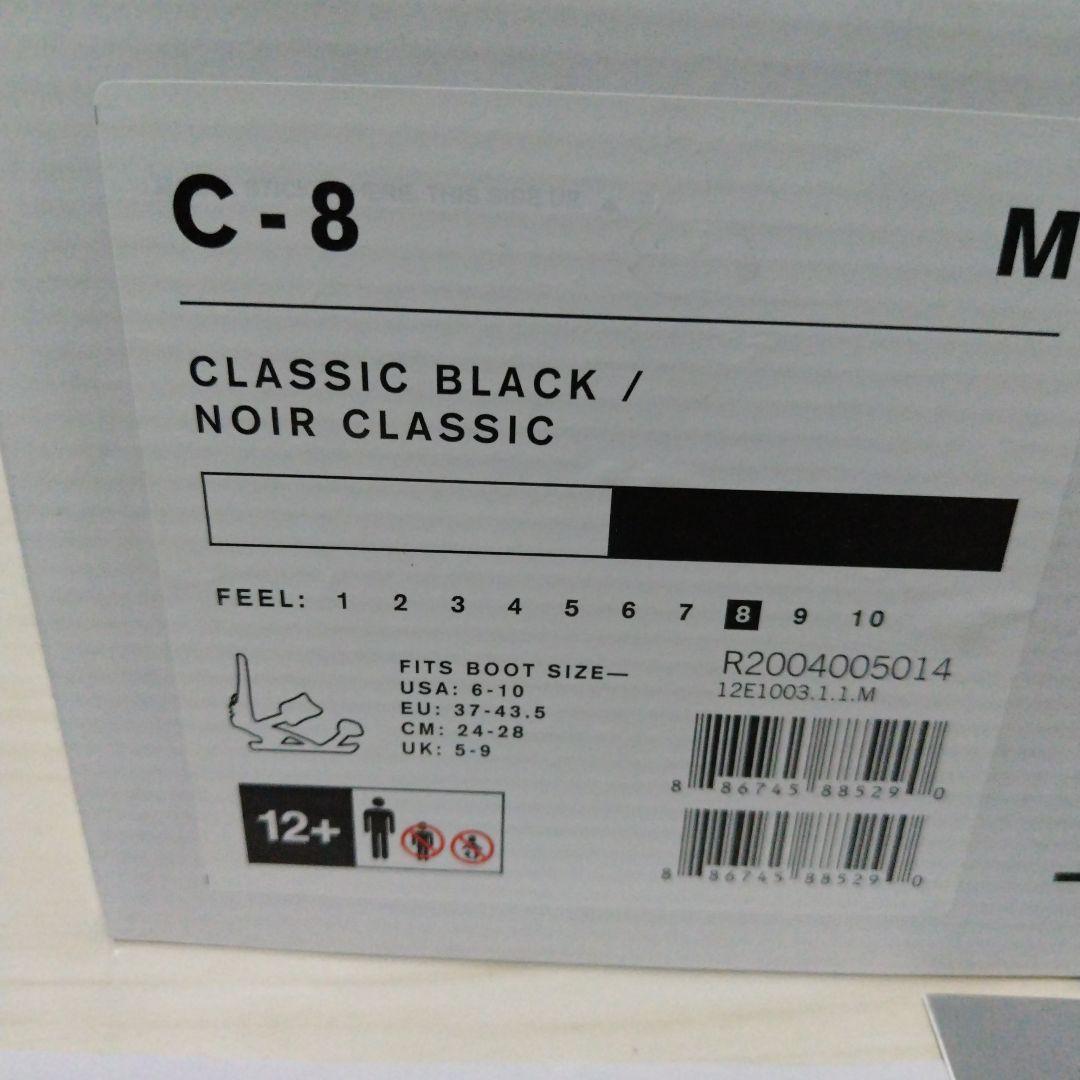 C-8
M
CLASSIC BLACK /
NOIR CLASSIC
FEEL: 1 2 3 4 5 6 7 8 9 10
FITS BOOT SIZE—
USA: 6-10
EU: 37-43.5
CM: 24-28
UK: 5-9
R2004005014
12E1003.1.1.M
8 86745 88529 0
8 86745 88529 0
12+